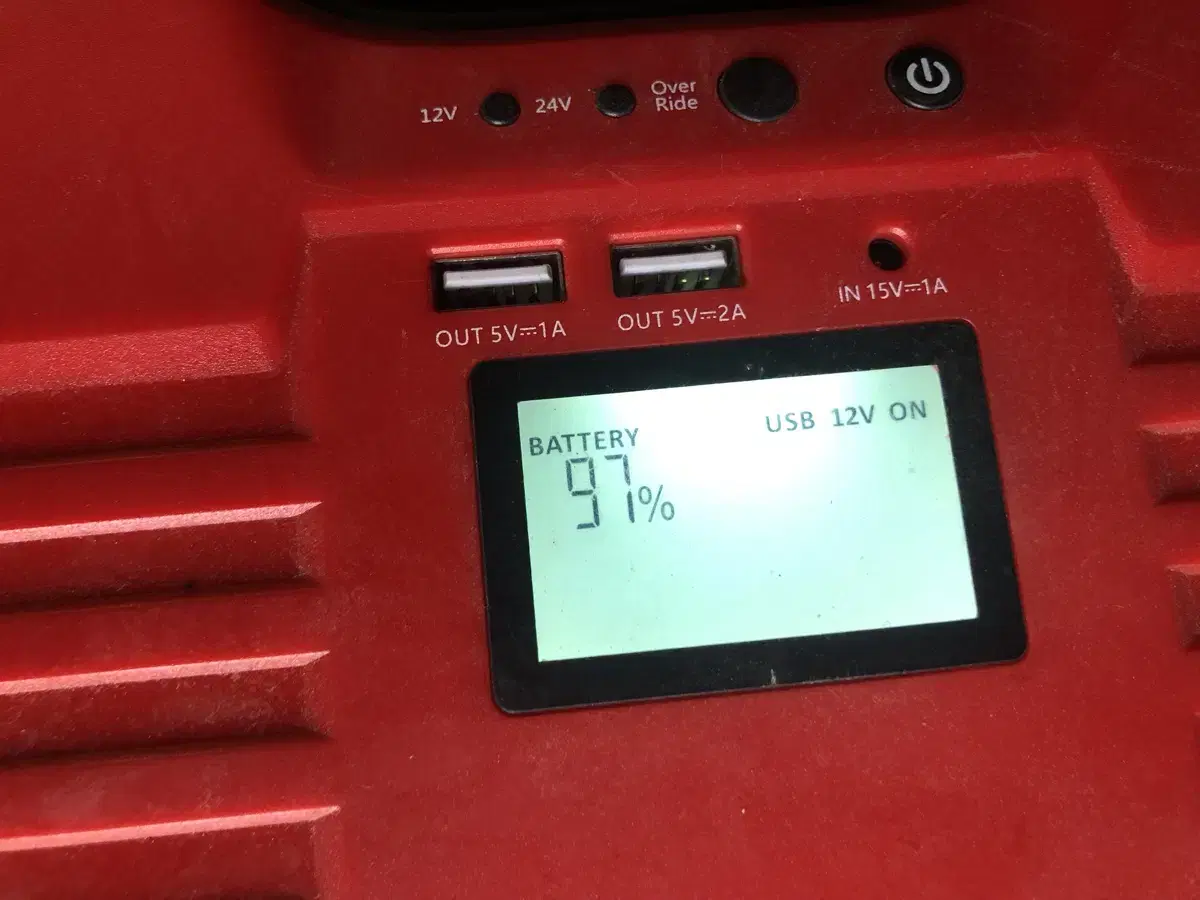 12V 24V Over Ride
OUT 5V⎓1A
OUT 5V⎓2A
IN 15V⎓1A
BATTERY
USB 12V ON
97%